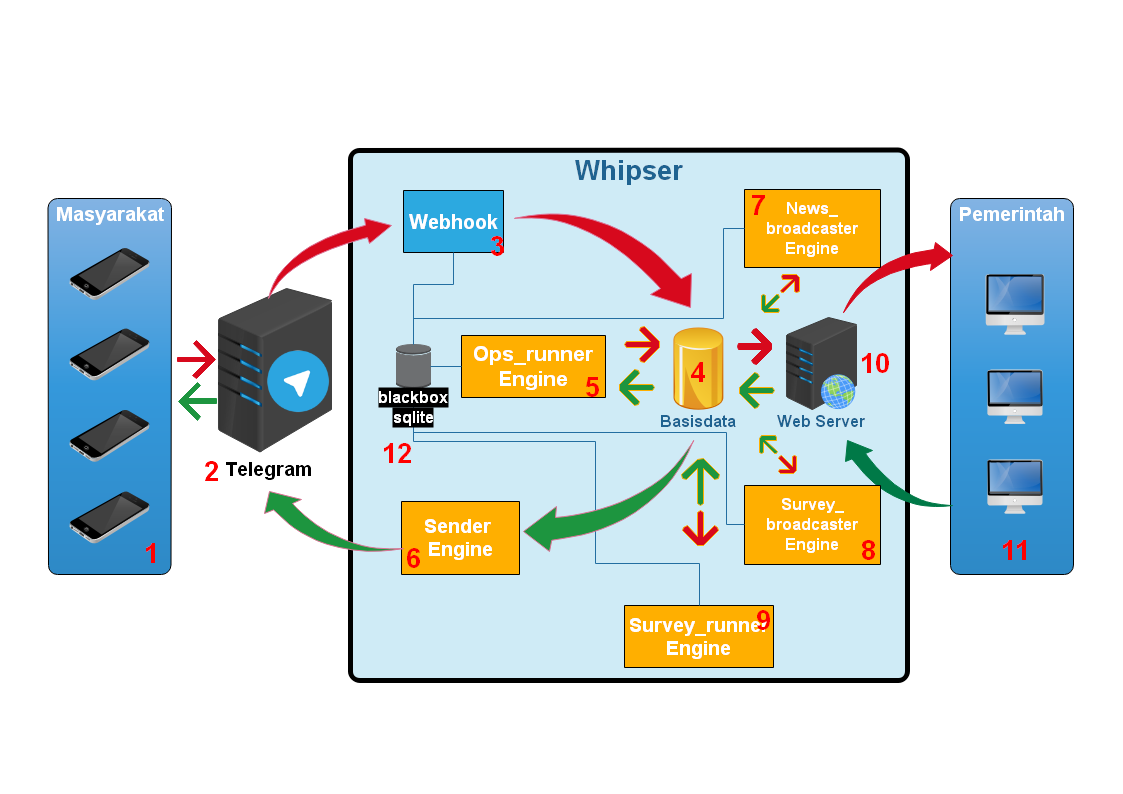 Whipser
Masyarakat
1
2
Telegram
Webhook
3
Ops_runner
Engine
5
blackbox
sqlite
12
Sender
Engine
6
4
Basisdata
7
News_
broadcaster
Engine
10
Web Server
Survey_
broadcaster
Engine
8
Survey_runner
Engine
9
Pemerintah
11